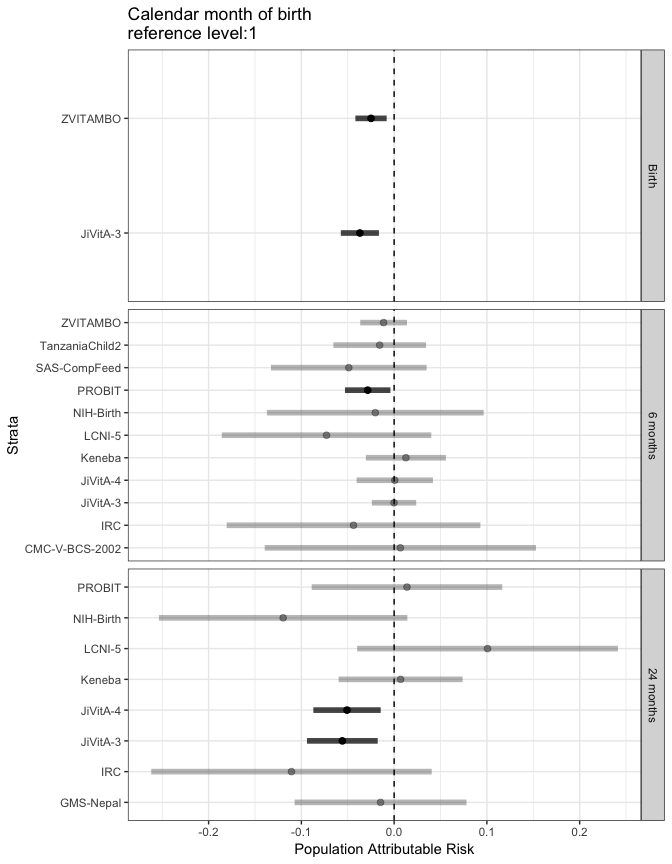 Calendar month of birth
reference level:1
Strata
ZVITAMBO
JiVitA-3
Birth
ZVITAMBO
TanzaniaChild2
SAS-CompFeed
PROBIT
NIH-Birth
LCNI-5
Keneba
JiVitA-4
JiVitA-3
IRC
CMC-V-BCS-2002
6 months
PROBIT
NIH-Birth
LCNI-5
Keneba
JiVitA-4
JiVitA-3
IRC
GMS-Nepal
24 months
-0.2 -0.1 0.0 0.1 0.2
Population Attributable Risk